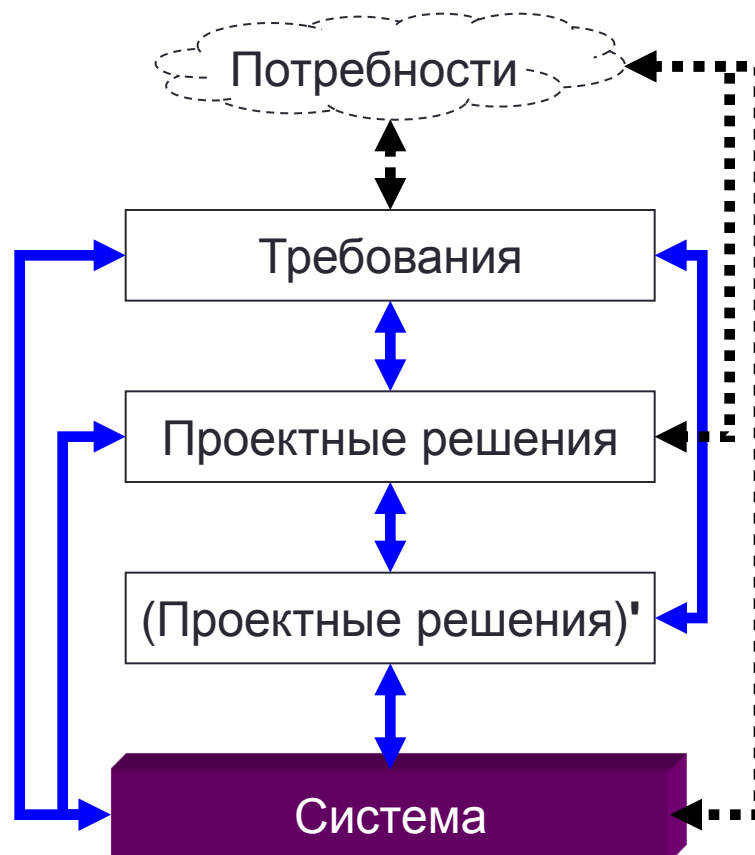 Потребности
Требования
Проектные решения
(Проектные решения)'
Система